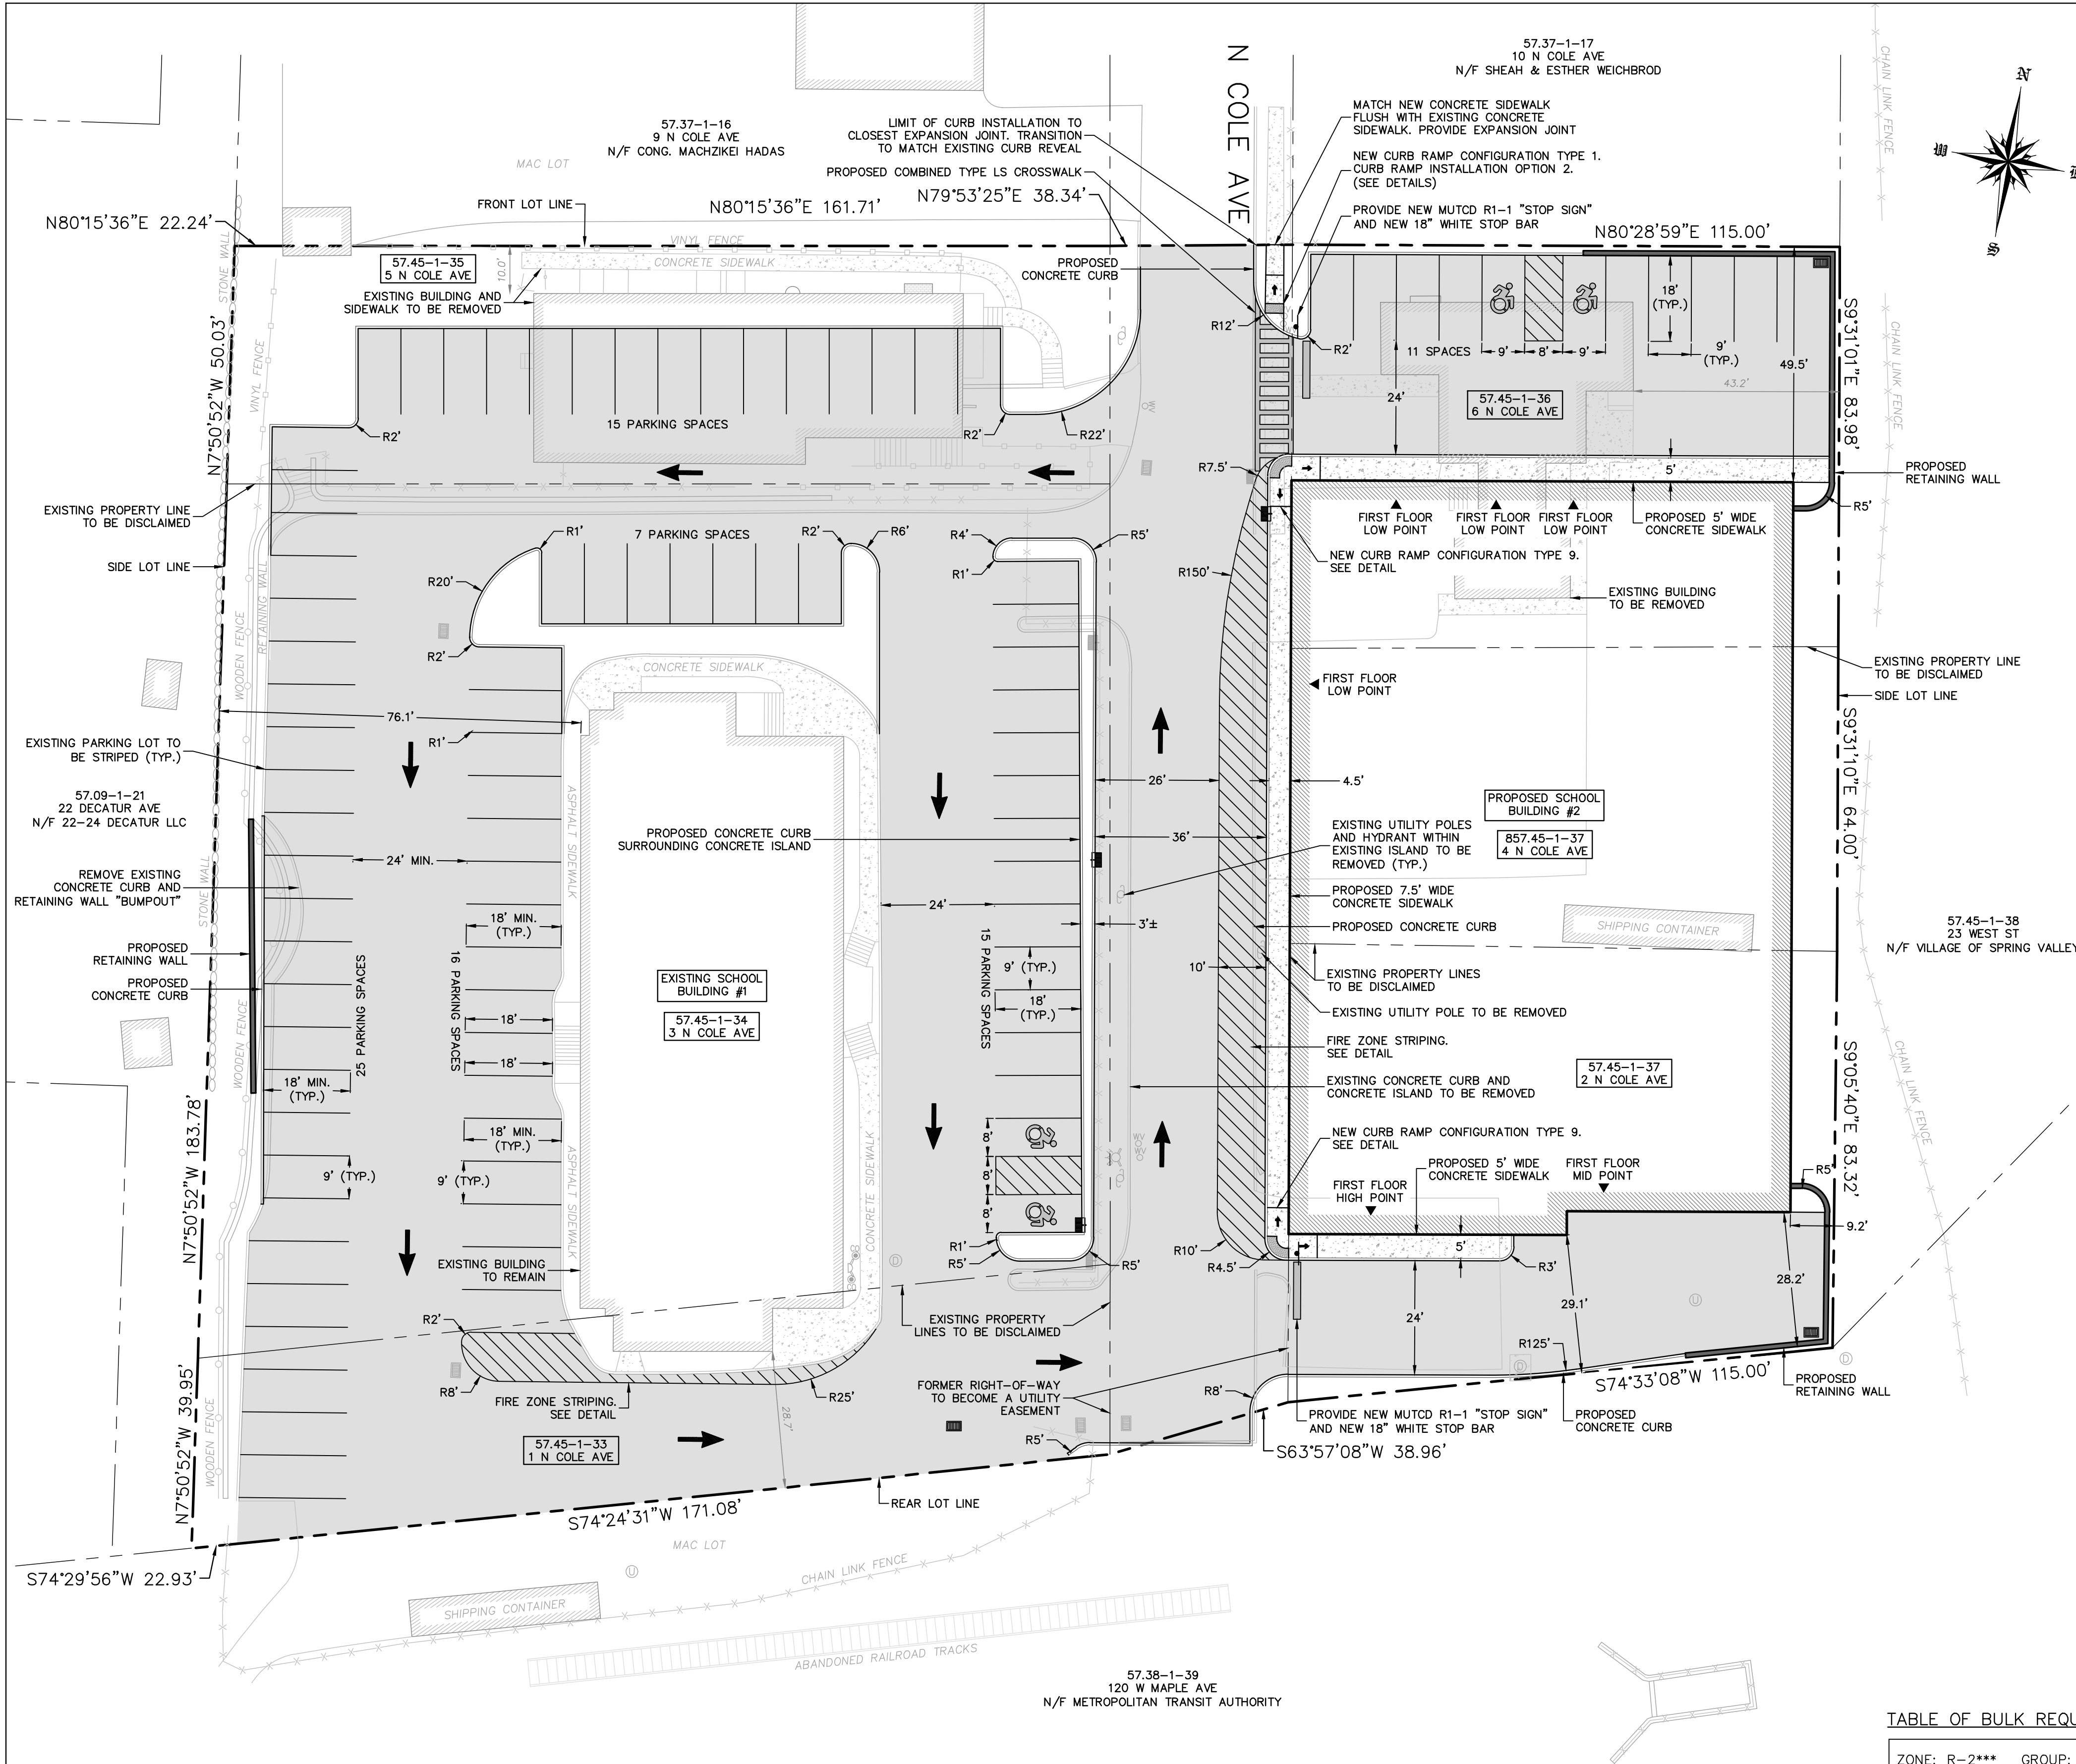 57.37-1-17
10 N COLE AVE
N/F SHEAH & ESTHER WEICHBROD
N COLE AVE
57.37-1-16
9 N COLE AVE
N/F CONG. MACHZIKEI HADAS
MAC LOT
LIMIT OF CURB INSTALLATION TO
CLOSEST EXPANSION JOINT. TRANSITION
TO MATCH EXISTING CURB REVEAL
PROPOSED COMBINED TYPE LS CROSSWALK
MATCH NEW CONCRETE SIDEWALK
FLUSH WITH EXISTING CONCRETE
SIDEWALK. PROVIDE EXPANSION JOINT
NEW CURB RAMP CONFIGURATION TYPE 1.
CURB RAMP INSTALLATION OPTION 2.
(SEE DETAILS)
PROVIDE NEW MUTCD R1-1 "STOP SIGN"
AND NEW 18" WHITE STOP BAR
CHAIN LINK FENCE
N
W
S
N80°15'36"E 22.24'
FRONT LOT LINE
N80°15'36"E 161.71'
N79°53'25"E 38.34'
N80°28'59"E 115.00'
STONE WALL
VINYL FENCE
CONCRETE SIDEWALK
57.45-1-35
5 N COLE AVE
10.0'
EXISTING BUILDING AND
SIDEWALK TO BE REMOVED
PROPOSED
CONCRETE CURB
R12'
R2'
18'
(TYP.)
11 SPACES
9'
8'
9'
9'
(TYP.)
49.5'
43.2'
24'
57.45-1-36
6 N COLE AVE
S9°31'01"E 83.98'
CHAIN LINK FENCE
N7°50'52"W 50.03'
VINYL FENCE
15 PARKING SPACES
R2'
R2'
R22'
WV
R7.5'
5'
PROPOSED
RETAINING WALL
R5'
EXISTING PROPERTY LINE
TO BE DISCLAIMED
SIDE LOT LINE
FIRST FLOOR
LOW POINT
FIRST FLOOR
LOW POINT
FIRST FLOOR
LOW POINT
PROPOSED 5' WIDE
CONCRETE SIDEWALK
R1'
7 PARKING SPACES
R2'
R6'
R4'
R5'
R1'
R20'
R2'
R150'
NEW CURB RAMP CONFIGURATION TYPE 9.
SEE DETAIL
EXISTING BUILDING
TO BE REMOVED
WOODEN FENCE
RETAINING WALL
CONCRETE SIDEWALK
EXISTING PROPERTY LINE
TO BE DISCLAIMED
SIDE LOT LINE
FIRST FLOOR
LOW POINT
76.1'
R1'
EXISTING PARKING LOT TO
BE STRIPED (TYP.)
57.09-1-21
22 DECATUR AVE
N/F 22-24 DECATUR LLC
26'
4.5'
S9°31'10"E 64.00'
ASPHALT SIDEWALK
PROPOSED CONCRETE CURB
SURROUNDING CONCRETE ISLAND
36'
EXISTING UTILITY POLES
AND HYDRANT WITHIN
EXISTING ISLAND TO BE
REMOVED (TYP.)
PROPOSED SCHOOL
BUILDING #2
857.45-1-37
4 N COLE AVE
REMOVE EXISTING
CONCRETE CURB AND
RETAINING WALL "BUMPOUT"
STONE WALL
24' MIN.
18' MIN.
(TYP.)
24'
3'±
PROPOSED 7.5' WIDE
CONCRETE SIDEWALK
PROPOSED CONCRETE CURB
SHIPPING CONTAINER
57.45-1-38
23 WEST ST
N/F VILLAGE OF SPRING VALLEY
PROPOSED
RETAINING WALL
PROPOSED
CONCRETE CURB
WOODEN FENCE
25 PARKING SPACES
16 PARKING SPACES
EXISTING SCHOOL
BUILDING #1
57.45-1-34
3 N COLE AVE
15 PARKING SPACES
9' (TYP.)
18'
(TYP.)
10'
EXISTING PROPERTY LINES
TO BE DISCLAIMED
EXISTING UTILITY POLE TO BE REMOVED
18'
18'
FIRE ZONE STRIPING.
SEE DETAIL
EXISTING CONCRETE CURB AND
CONCRETE ISLAND TO BE REMOVED
57.45-1-37
2 N COLE AVE
CHAIN LINK FENCE
18' MIN.
(TYP.)
N7°50'52"W 183.78'
18' MIN.
(TYP.)
9' (TYP.)
9' (TYP.)
ASPHALT SIDEWALK
CONCRETE SIDEWALK
8'
8'
8'
WV
NEW CURB RAMP CONFIGURATION TYPE 9.
SEE DETAIL
PROPOSED 5' WIDE
CONCRETE SIDEWALK
FIRST FLOOR
HIGH POINT
FIRST FLOOR
MID POINT
R5'
S9°05'40"E 83.32'
9.2'
EXISTING BUILDING
TO REMAIN
D
R1'
R5'
R5'
R10'
R4.5'
5'
R3'
28.2'
29.1'
24'
U
R2'
EXISTING PROPERTY
LINES TO BE DISCLAIMED
R125'
D
D
N7°50'52"W 39.95'
WOODEN FENCE
R8'
FIRE ZONE STRIPING.
SEE DETAIL
R25'
28.7'
FORMER RIGHT-OF-WAY
TO BECOME A UTILITY
EASEMENT
R8'
S74°33'08"W 115.00'
PROPOSED
RETAINING WALL
57.45-1-33
1 N COLE AVE
R5'
PROVIDE NEW MUTCD R1-1 "STOP SIGN"
AND NEW 18" WHITE STOP BAR
PROPOSED
CONCRETE CURB
S63°57'08"W 38.96'
REAR LOT LINE
S74°24'31"W 171.08'
MAC LOT
S74°29'56"W 22.93'
U
CHAIN LINK FENCE
SHIPPING CONTAINER
ABANDONED RAILROAD TRACKS
57.38-1-39
120 W MAPLE AVE
N/F METROPOLITAN TRANSIT AUTHORITY
TABLE OF BULK REQU
ZONE: R-2*** GROUP: